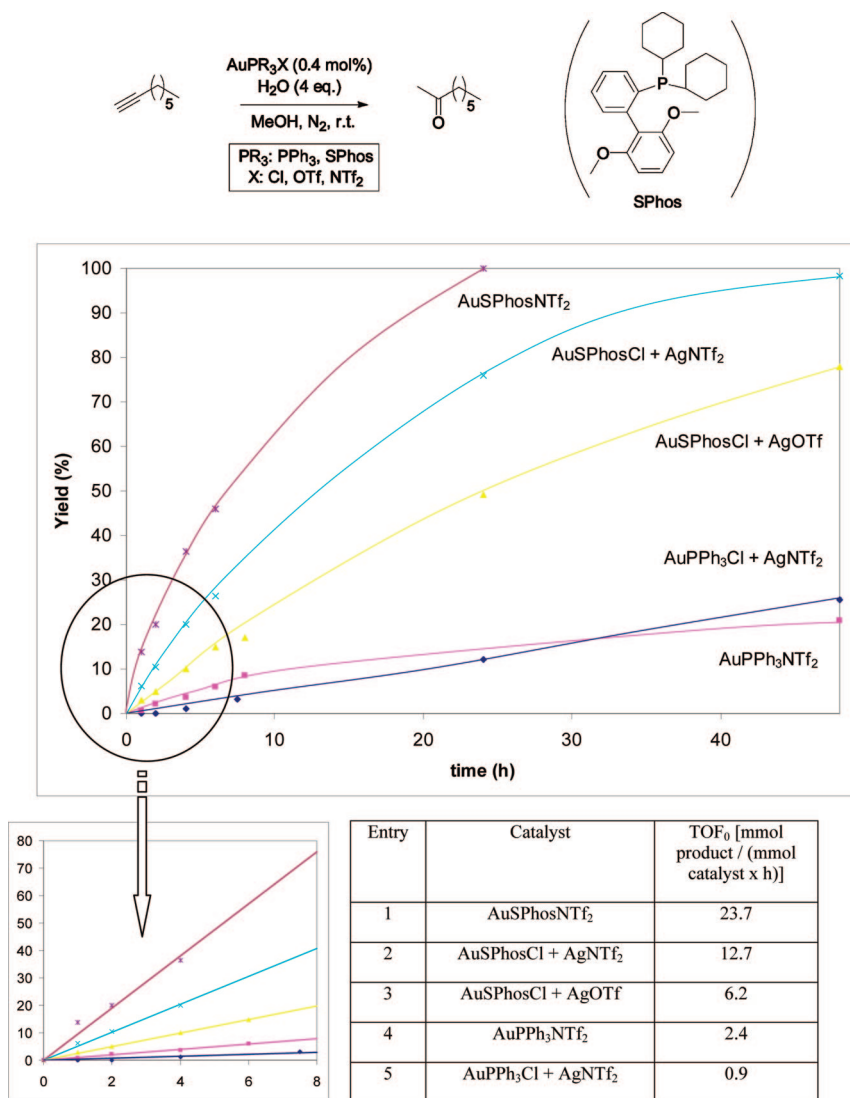 AuPR₃X (0.4 mol%)
H₂O (4 eq.)
MeOH, N₂, r.t.
PR₃: PPh₃, SPhos
X: Cl, OTf, NTf₂
( )5
O
( )5
P
O
OMe
SPhos
100
90
80
70
60
50
40
30
20
10
0
Yield (%)
AuSPhosNTf₂
AuSPhosCl + AgNTf₂
AuSPhosCl + AgOTf
AuPPh₃Cl + AgNTf₂
AuPPh₃NTf₂
0 10 20 30 40
time (h)
80
70
60
50
40
30
20
10
0
0 2 4 6 8
Entry Catalyst TOF₀ [mmol
product / (mmol
catalyst x h)]
1 AuSPhosNTf₂ 23.7
2 AuSPhosCl + AgNTf₂ 12.7
3 AuSPhosCl + AgOTf 6.2
4 AuPPh₃NTf₂ 2.4
5 AuPPh₃Cl + AgNTf₂ 0.9